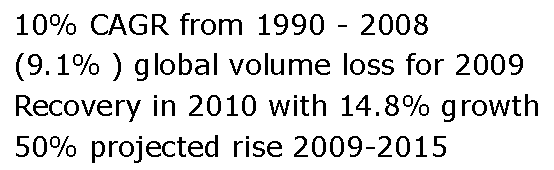 10% CAGR from 1990 - 2008
(9.1% ) global volume loss for 2009
Recovery in 2010 with 14.8% growth
50% projected rise 2009-2015